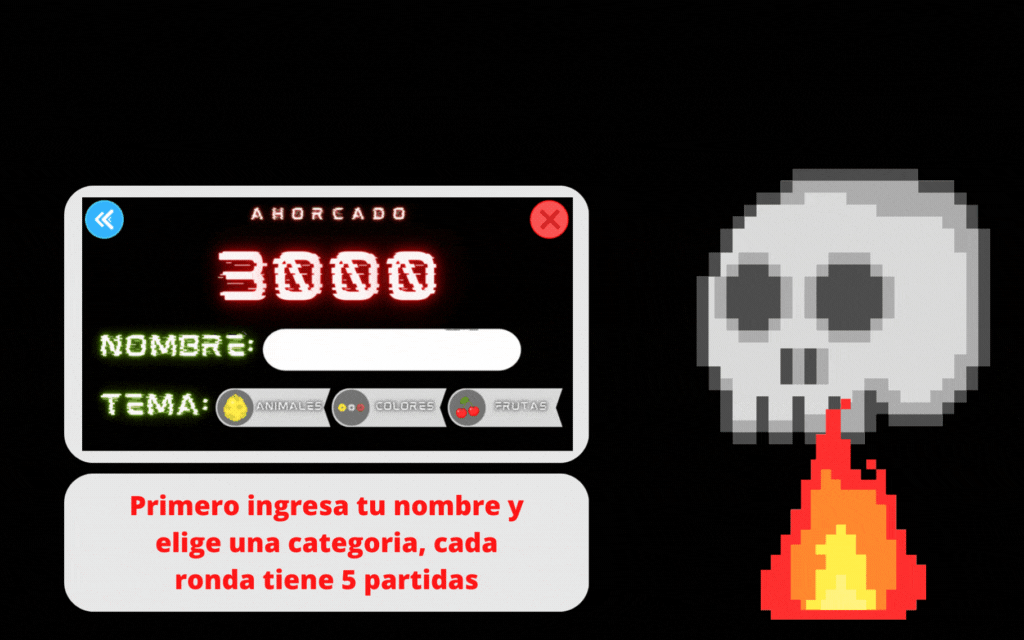 AHORCADO
3000
NOMBRE:
TEMA: ANIMALES COLORES FRUTAS
Primero ingresa tu nombre y
elige una categoria, cada
ronda tiene 5 partidas